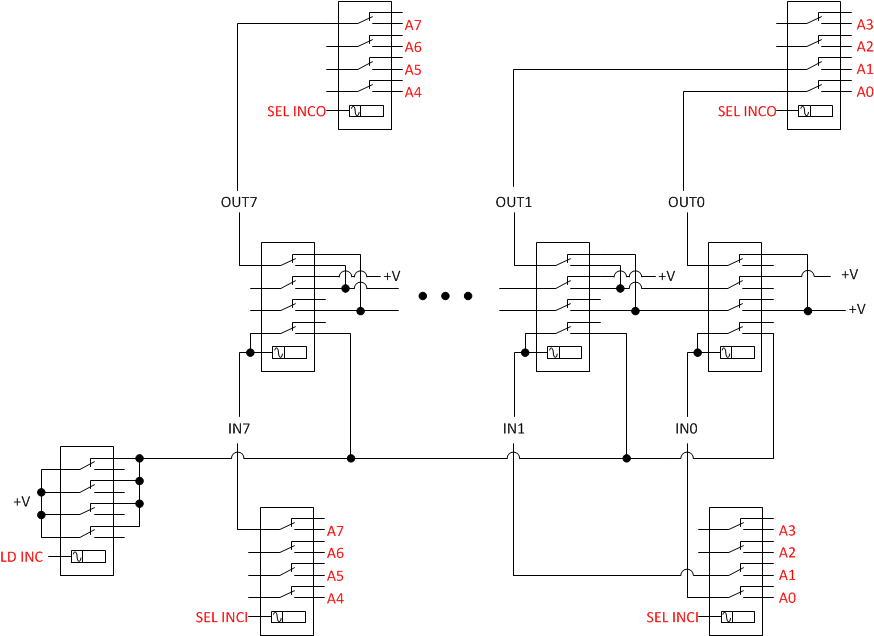 A7
A6
A5
A4
SEL INCO
A3
A2
A1
A0
SEL INCO
OUT7
OUT1
OUT0
+V
+V
+V
+V
IN7
IN1
IN0
+V
LD INC
A7
A6
A5
A4
SEL INCI
A3
A2
A1
A0
SEL INCI